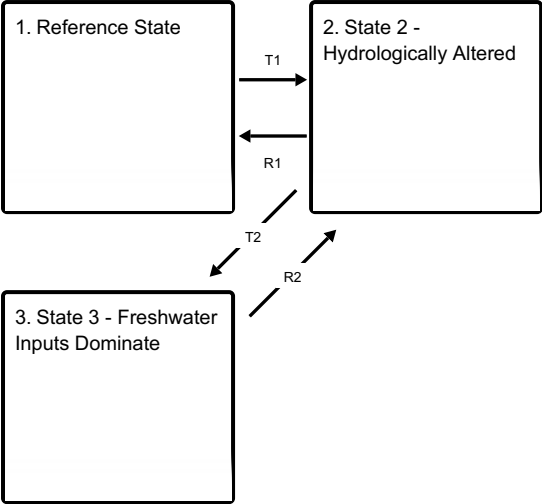 1. Reference State
2. State 2 -
Hydrologically Altered
T1
R1
T2
R2
3. State 3 - Freshwater
Inputs Dominate